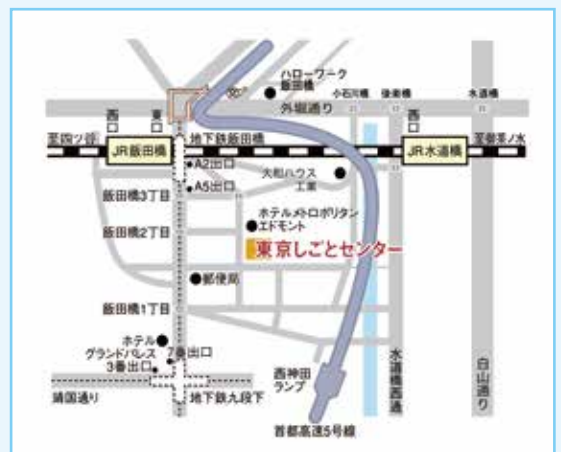 ハローワーク
飯田橋
小石川橋
後楽橋
水道橋
外堀通り
西口
東口
西口
至四ツ谷
JR飯田橋
地下鉄飯田橋
JR水道橋
至御茶ノ水
A2出口
大和ハウス
工業
A5出口
飯田橋3丁目
ホテルメトロポリタン
エドモント
飯田橋2丁目
東京しごとセンター
郵便局
飯田橋1丁目
ホテル
グランドパレス
7番出口
3番出口
西神田
ランプ
水道橋西通り
白山通り
靖国通り
地下鉄九段下
首都高速5号線